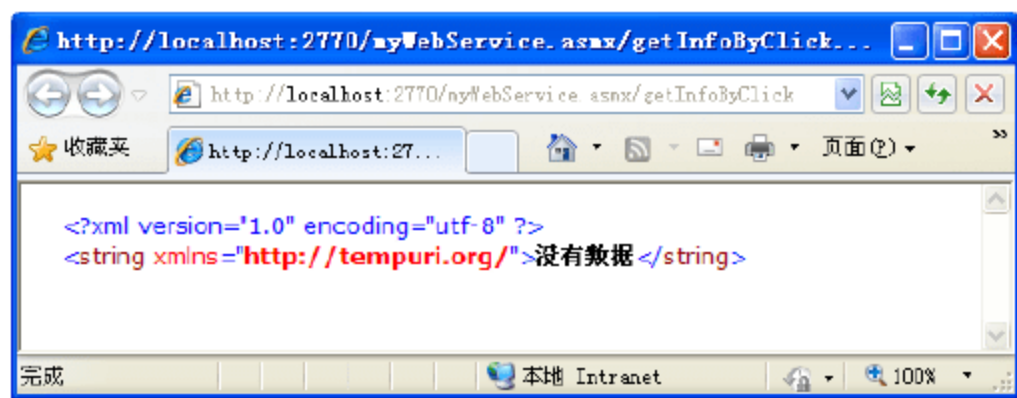 http://localhost:2770/myWebService.asmx/getInfoByClick...
http://localhost:2770/myWebService.asmx/getInfoByClick
收藏夹 http://localhost:27... 页面(P)
<?xml version="1.0" encoding="utf-8" ?>
<string xmlns="http://tempuri.org/">没有数据</string>
完成 本地 Intranet 100%